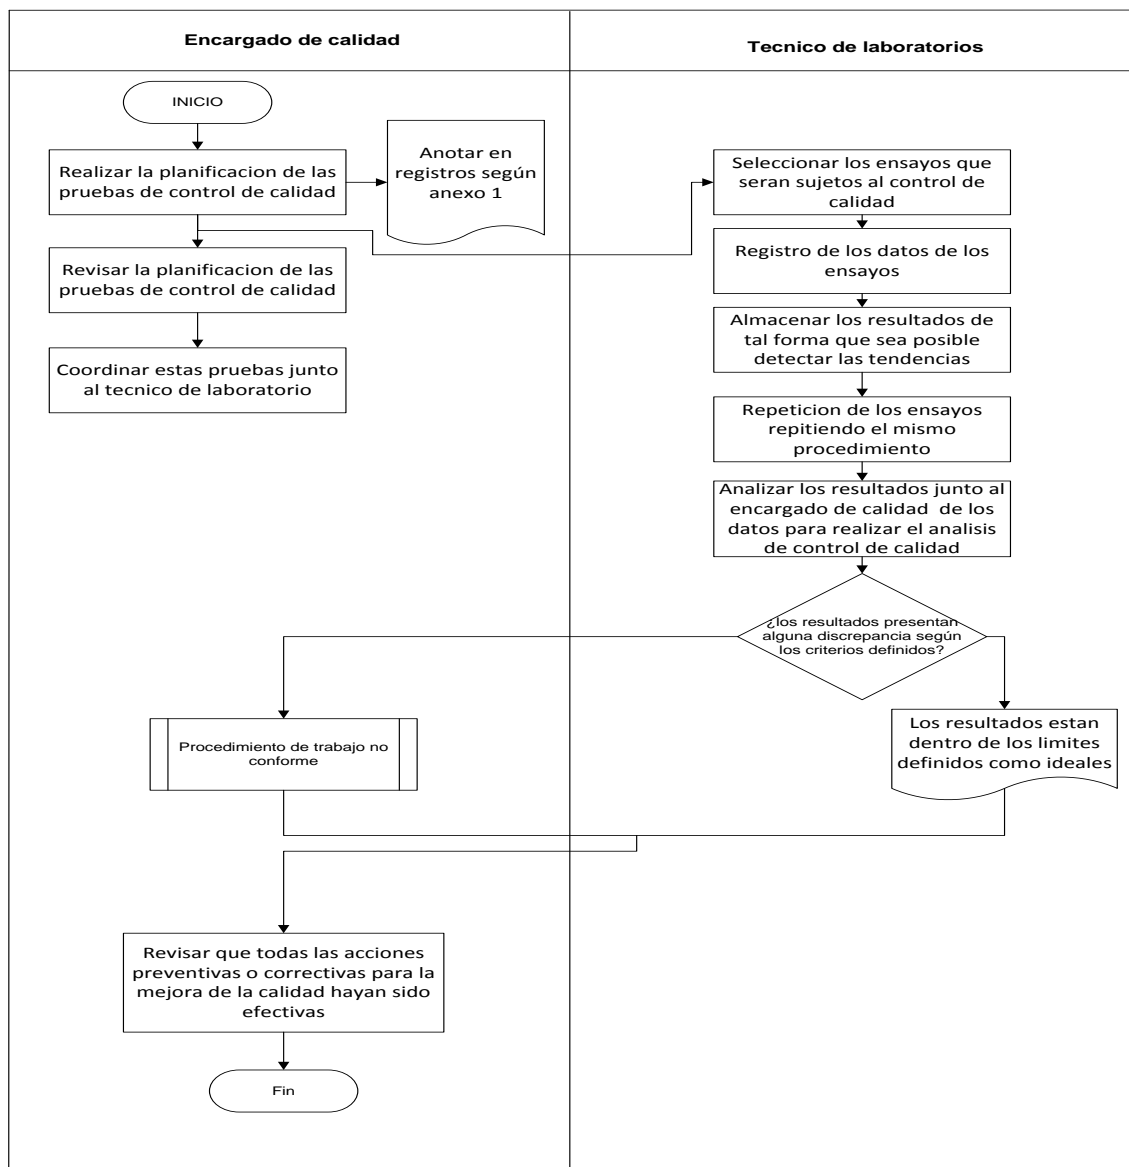 Encargado de calidad
Tecnico de laboratorios
INICIO
Realizar la planificacion de las
pruebas de control de calidad
Anotar en
registros según
anexo 1
Revisar la planificacion de las
pruebas de control de calidad
Coordinar estas pruebas junto
al tecnico de laboratorio
Seleccionar los ensayos que
seran sujetos al control de
calidad
Registro de los datos de los
ensayos
Almacenar los resultados de
tal forma que sea posible
detectar las tendencias
Repeticion de los ensayos
repitiendo el mismo
procedimiento
Analizar los resultados junto al
encargado de calidad de los
datos para realizar el analisis
de control de calidad
¿los resultados presentan
alguna discrepancia según
los criterios definidos?
Procedimiento de trabajo no
conforme
Los resultados estan
dentro de los limites
definidos como ideales
Revisar que todas las acciones
preventivas o correctivas para la
mejora de la calidad hayan sido
efectivas
Fin